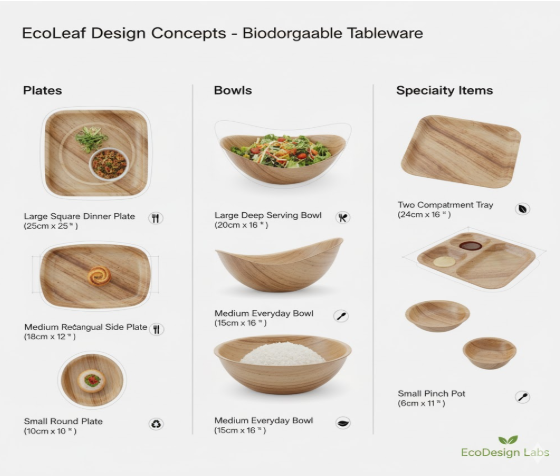 EcoLeaf Design Concepts - Biodorgaable Tableware
Plates
Large Square Dinner Plate
(25cm x 25 ")
Medium Recangual Side Plate
(18cm x 12 ")
Small Round Plate
(10cm x 10 ")
Bowls
Large Deep Serving Bowl
(20cm x 16 ")
Medium Everyday Bowl
(15cm x 16 ")
Medium Everyday Bowl
(15cm x 16 ")
Speciaity Items
Two Compatment Tray
(24cm x 16 ")
Small Pinch Pot
(6cm x 11 ")
EcoDesign Labs